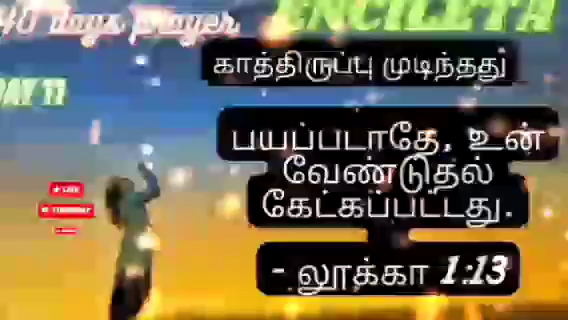 40 days prayer
ENCILETA
DAY 11
காத்திருப்பு முடிந்தது
பயப்படாதே, உன்
வேண்டுதல்
கேட்கப்பட்டது.
- லூக்கா 1:13